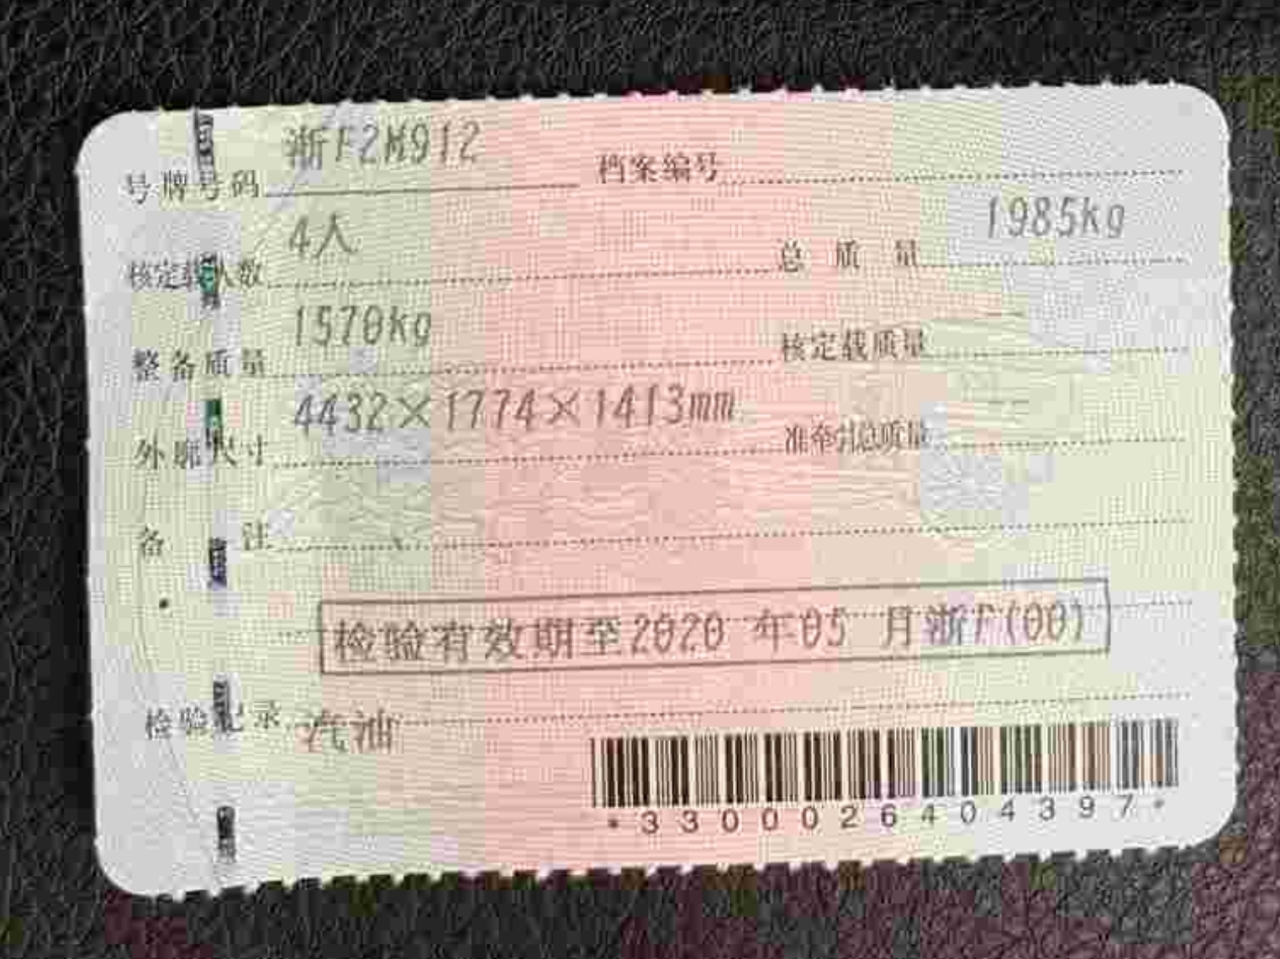 号牌号码 浙F2M912 档案编号
核定载人数 4人 总质量 1985kg
整备质量 1570kg 核定载质量
外廓尺寸 4432×1774×1413mm 准牵引总质量
备注
检验有效期至2020 年05 月浙F(00)
检验记录 汽油
*3300026404397*